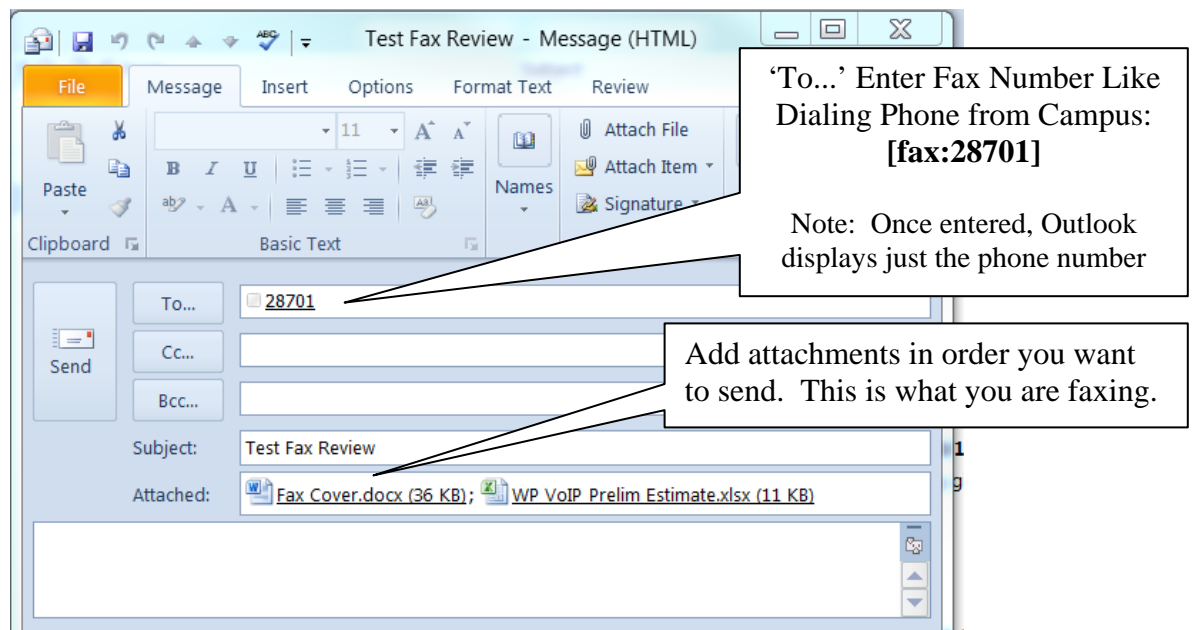 Test Fax Review - Message (HTML)
File Message Insert Options Format Text Review
11 A A Attach File
B I U Attach Item
Paste Names
ab A Signature
Clipboard Basic Text
'To...' Enter Fax Number Like
Dialing Phone from Campus:
[fax:28701]
Note: Once entered, Outlook
displays just the phone number
To... 28701
Send
Cc...
Bcc...
Add attachments in order you want
to send. This is what you are faxing.
Subject: Test Fax Review
Attached: Fax Cover.docx (36 KB); WP VoIP Prelim Estimate.xlsx (11 KB)